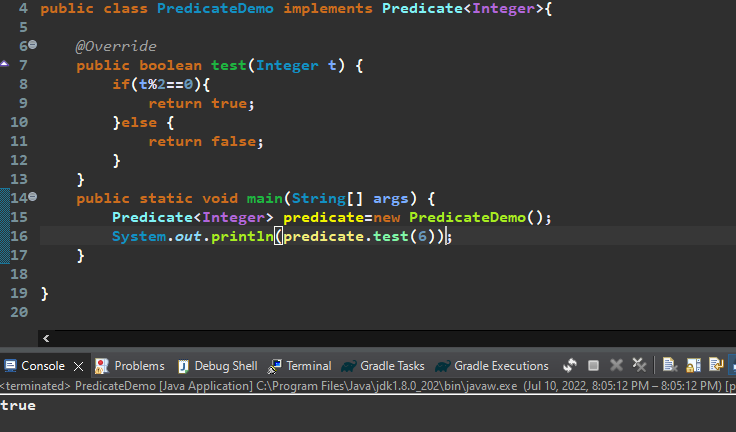 4 public class PredicateDemo implements Predicate<Integer>{
5
6 @Override
7 public boolean test(Integer t) {
8 if(t%2==0){
9 return true;
10 }else {
11 return false;
12 }
13 }
14 public static void main(String[] args) {
15 Predicate<Integer> predicate=new PredicateDemo();
16 System.out.println(predicate.test(6));
17 }
18
19 }
20
Console Problems Debug Shell Terminal Gradle Tasks Gradle Executions
<terminated> PredicateDemo [Java Application] C:\Program Files\Java\jdk1.8.0_202\bin\javaw.exe (Jul 10, 2022, 8:05:12 PM – 8:05:12 PM) [p
true